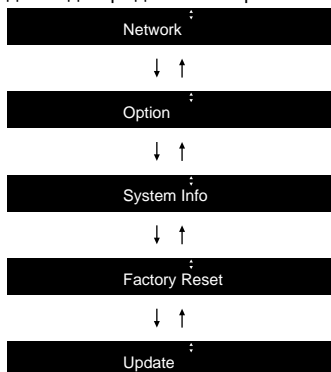 Network
Option
System Info
Factory Reset
Update